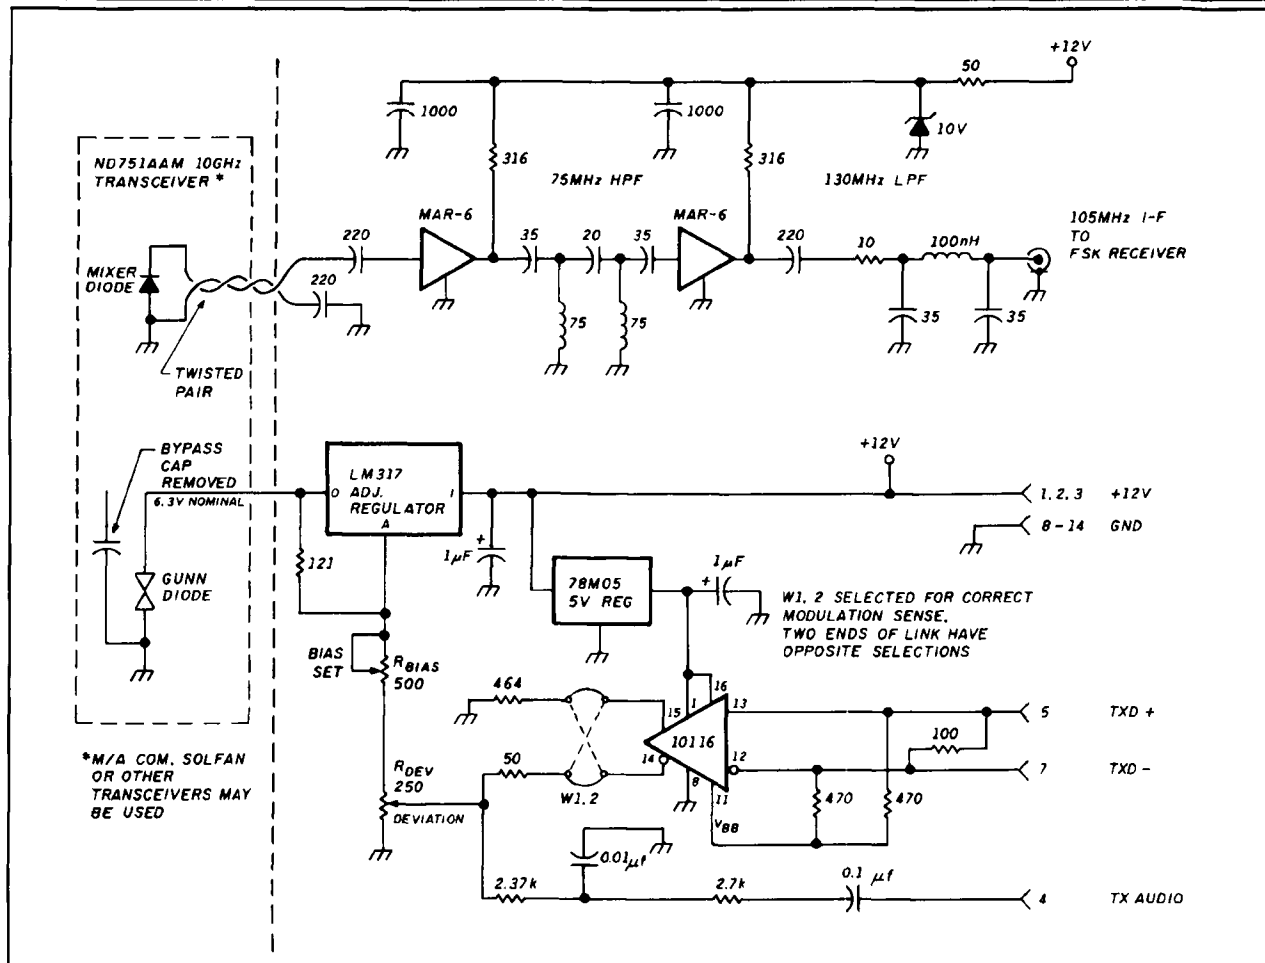 +12V
50
1000
1000
10V
ND751AAM 10GHz
TRANSCEIVER*
316
316
75MHz HPF
130MHz LPF
MAR-6
MAR-6
105MHz I-F
TO
FSK RECEIVER
220
35
20
35
220
10
100nH
MIXER
DIODE
220
75
75
35
35
TWISTED
PAIR
BYPASS
CAP
REMOVED
6.3V NOMINAL
LM317
ADJ.
REGULATOR
O
I
A
+12V
1,2,3 +12V
8-14 GND
121
+
1µF
78M05
5V REG
+
1µF
GUNN
DIODE
W1,2 SELECTED FOR CORRECT
MODULATION SENSE,
TWO ENDS OF LINK HAVE
OPPOSITE SELECTIONS
BIAS
SET
RBIAS
500
464
15
1
16
13
5 TXD+
10116
100
14
12
7 TXD-
8
11
*M/A COM, SOLFAN
OR OTHER
TRANSCEIVERS MAY
BE USED
RDEV
250
DEVIATION
50
W1,2
VBB
470
470
0.01µf
2.37k
2.7k
0.1 µf
4 TX AUDIO